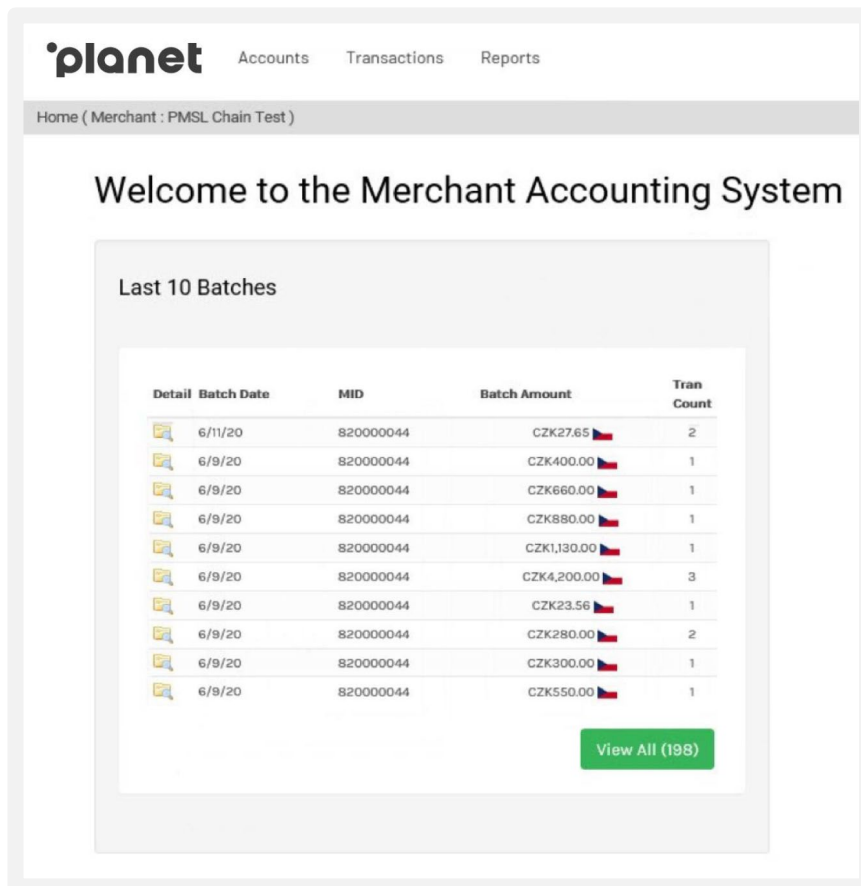 planet Accounts Transactions Reports
Home ( Merchant : PMSL Chain Test )
Welcome to the Merchant Accounting System
Last 10 Batches
Detail Batch Date MID Batch Amount Tran Count
6/11/20 820000044 CZK27.65 2
6/9/20 820000044 CZK400.00 1
6/9/20 820000044 CZK660.00 1
6/9/20 820000044 CZK880.00 1
6/9/20 820000044 CZK1,130.00 1
6/9/20 820000044 CZK4,200.00 3
6/9/20 820000044 CZK23.56 1
6/9/20 820000044 CZK280.00 2
6/9/20 820000044 CZK300.00 1
6/9/20 820000044 CZK550.00 1
View All (198)